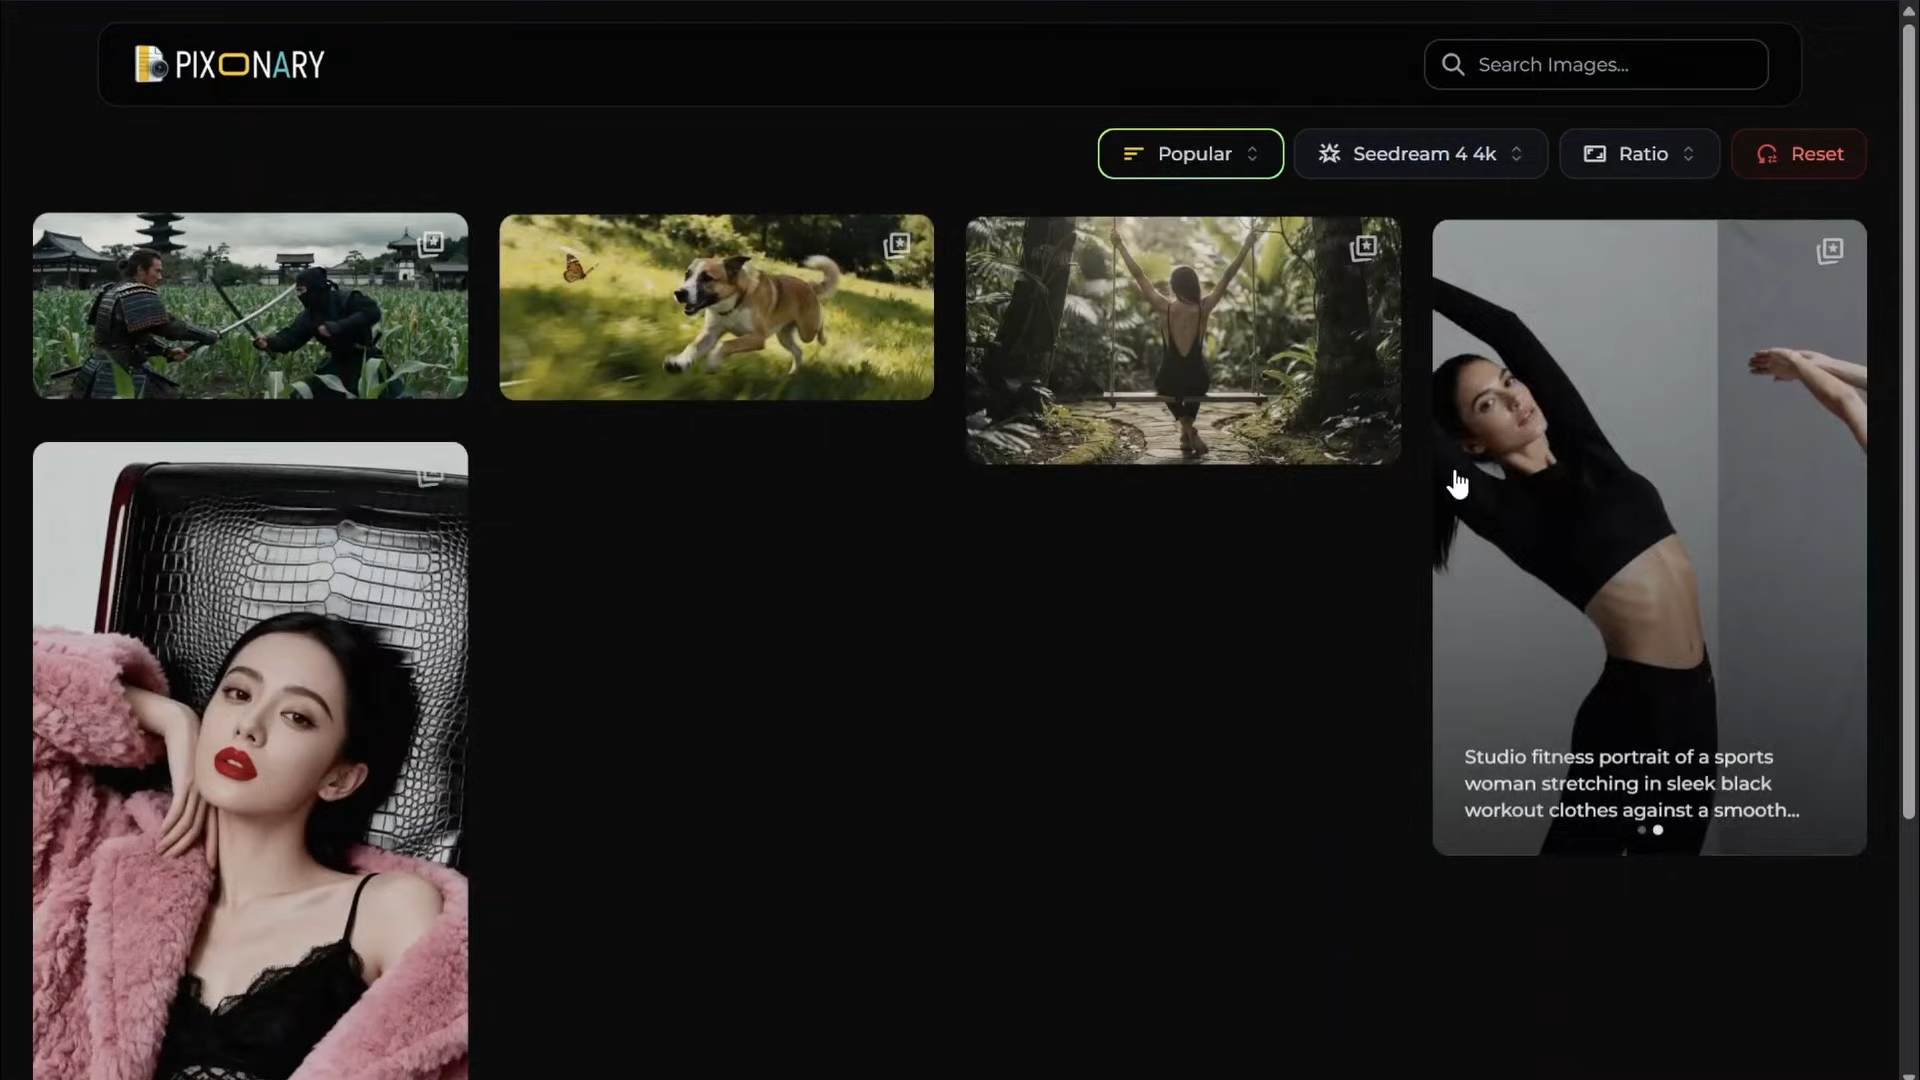 PIXONARY
Search Images...
Popular
Seedream 4 4k
Ratio
Reset
Studio fitness portrait of a sports
woman stretching in sleek black
workout clothes against a smooth...